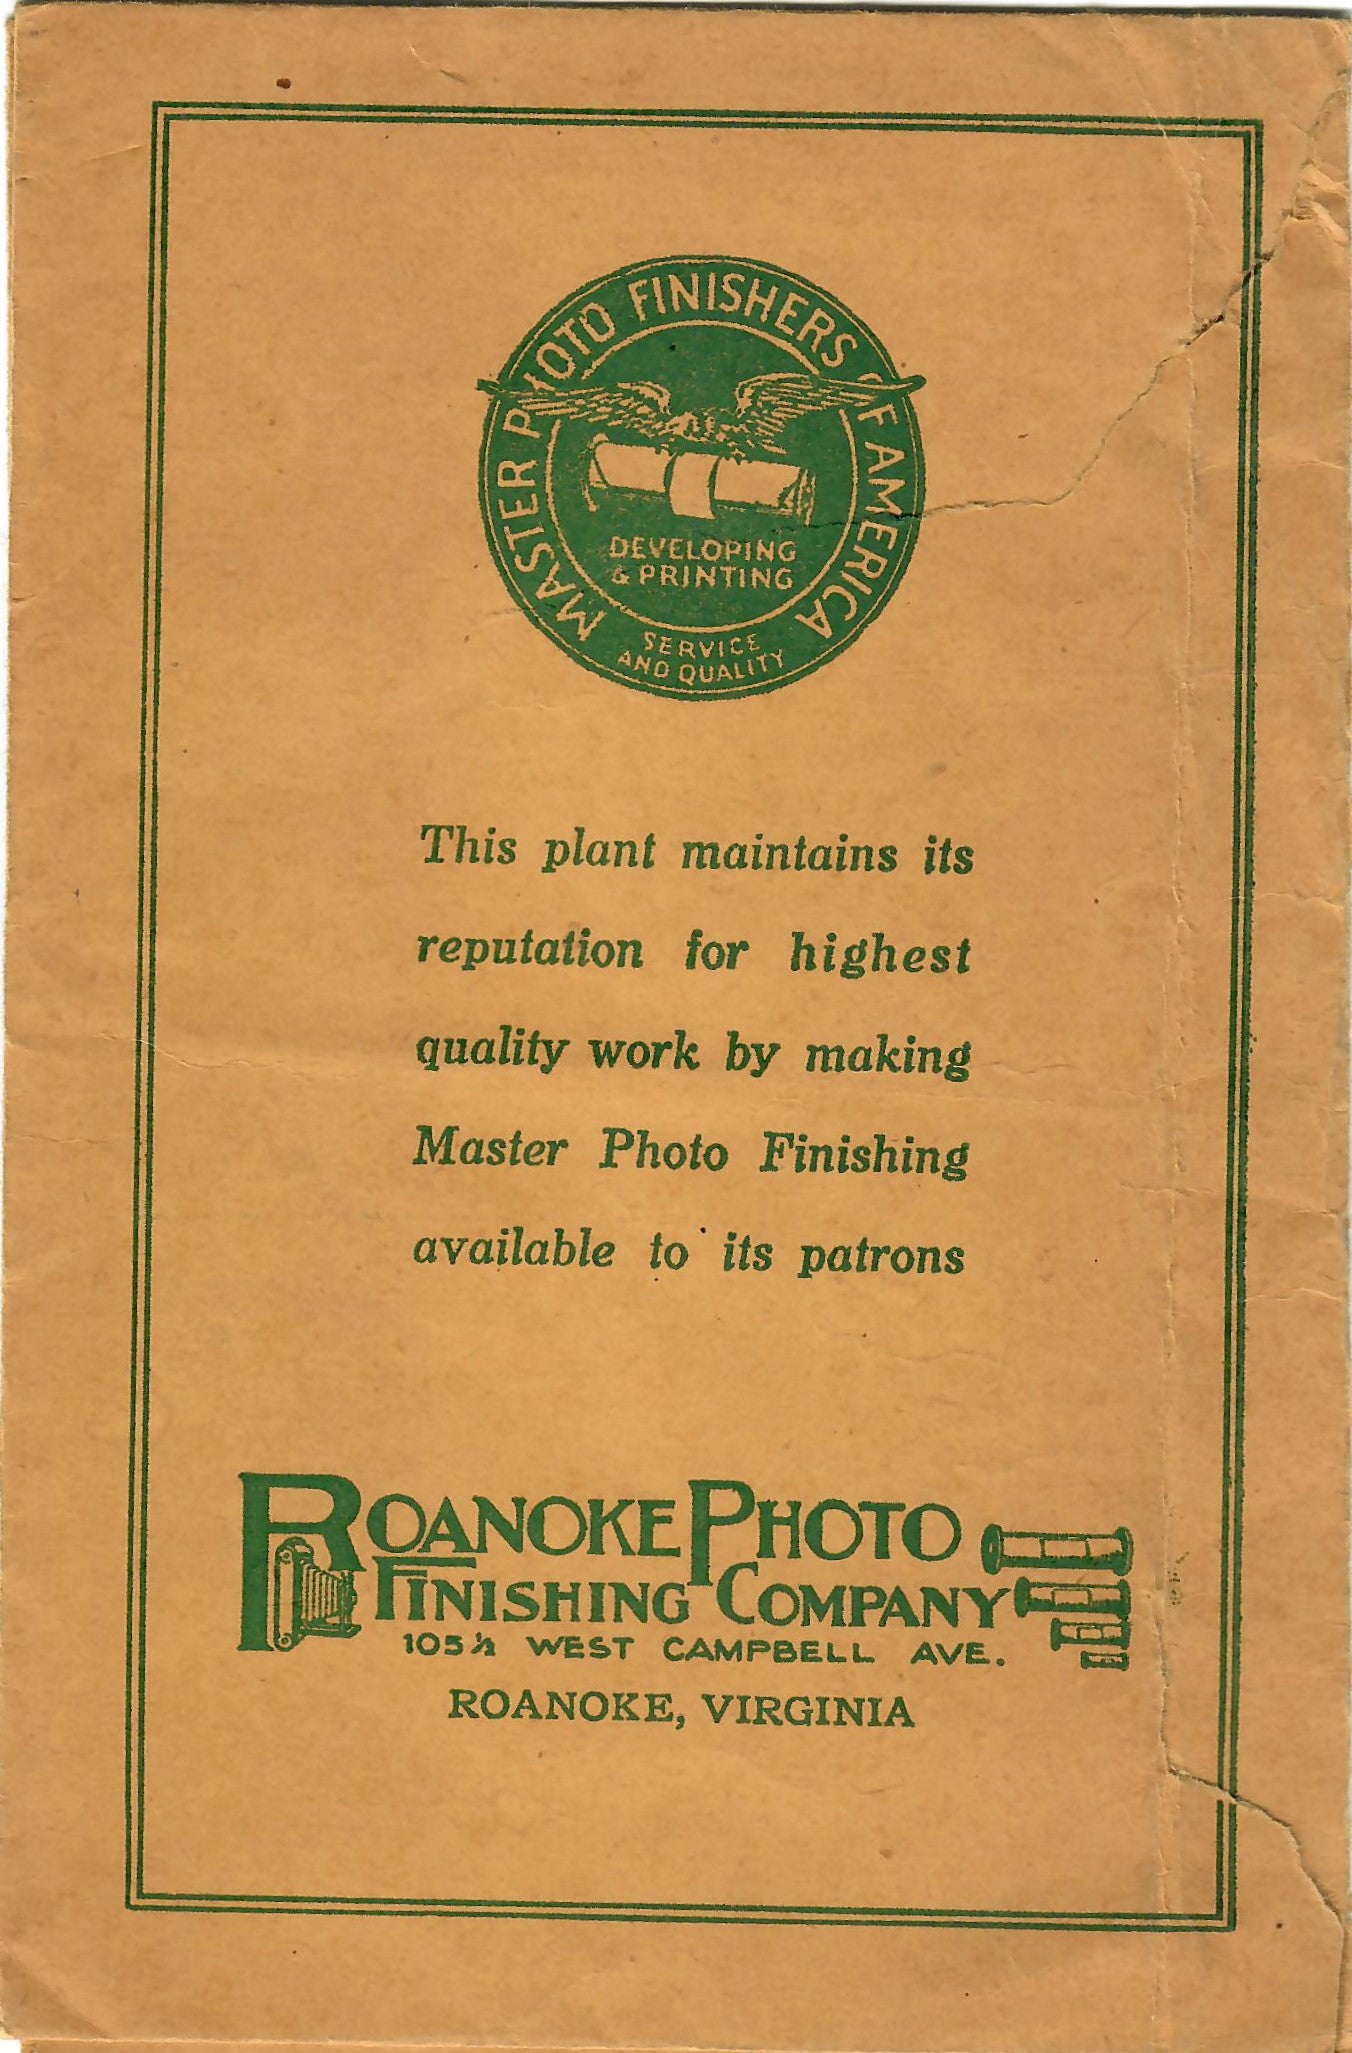 MASTER PHOTO FINISHERS OF AMERICA
DEVELOPING
& PRINTING
SERVICE
AND QUALITY
This plant maintains its
reputation for highest
quality work by making
Master Photo Finishing
available to its patrons
ROANOKE PHOTO
FINISHING COMPANY
105½ WEST CAMPBELL AVE.
ROANOKE, VIRGINIA